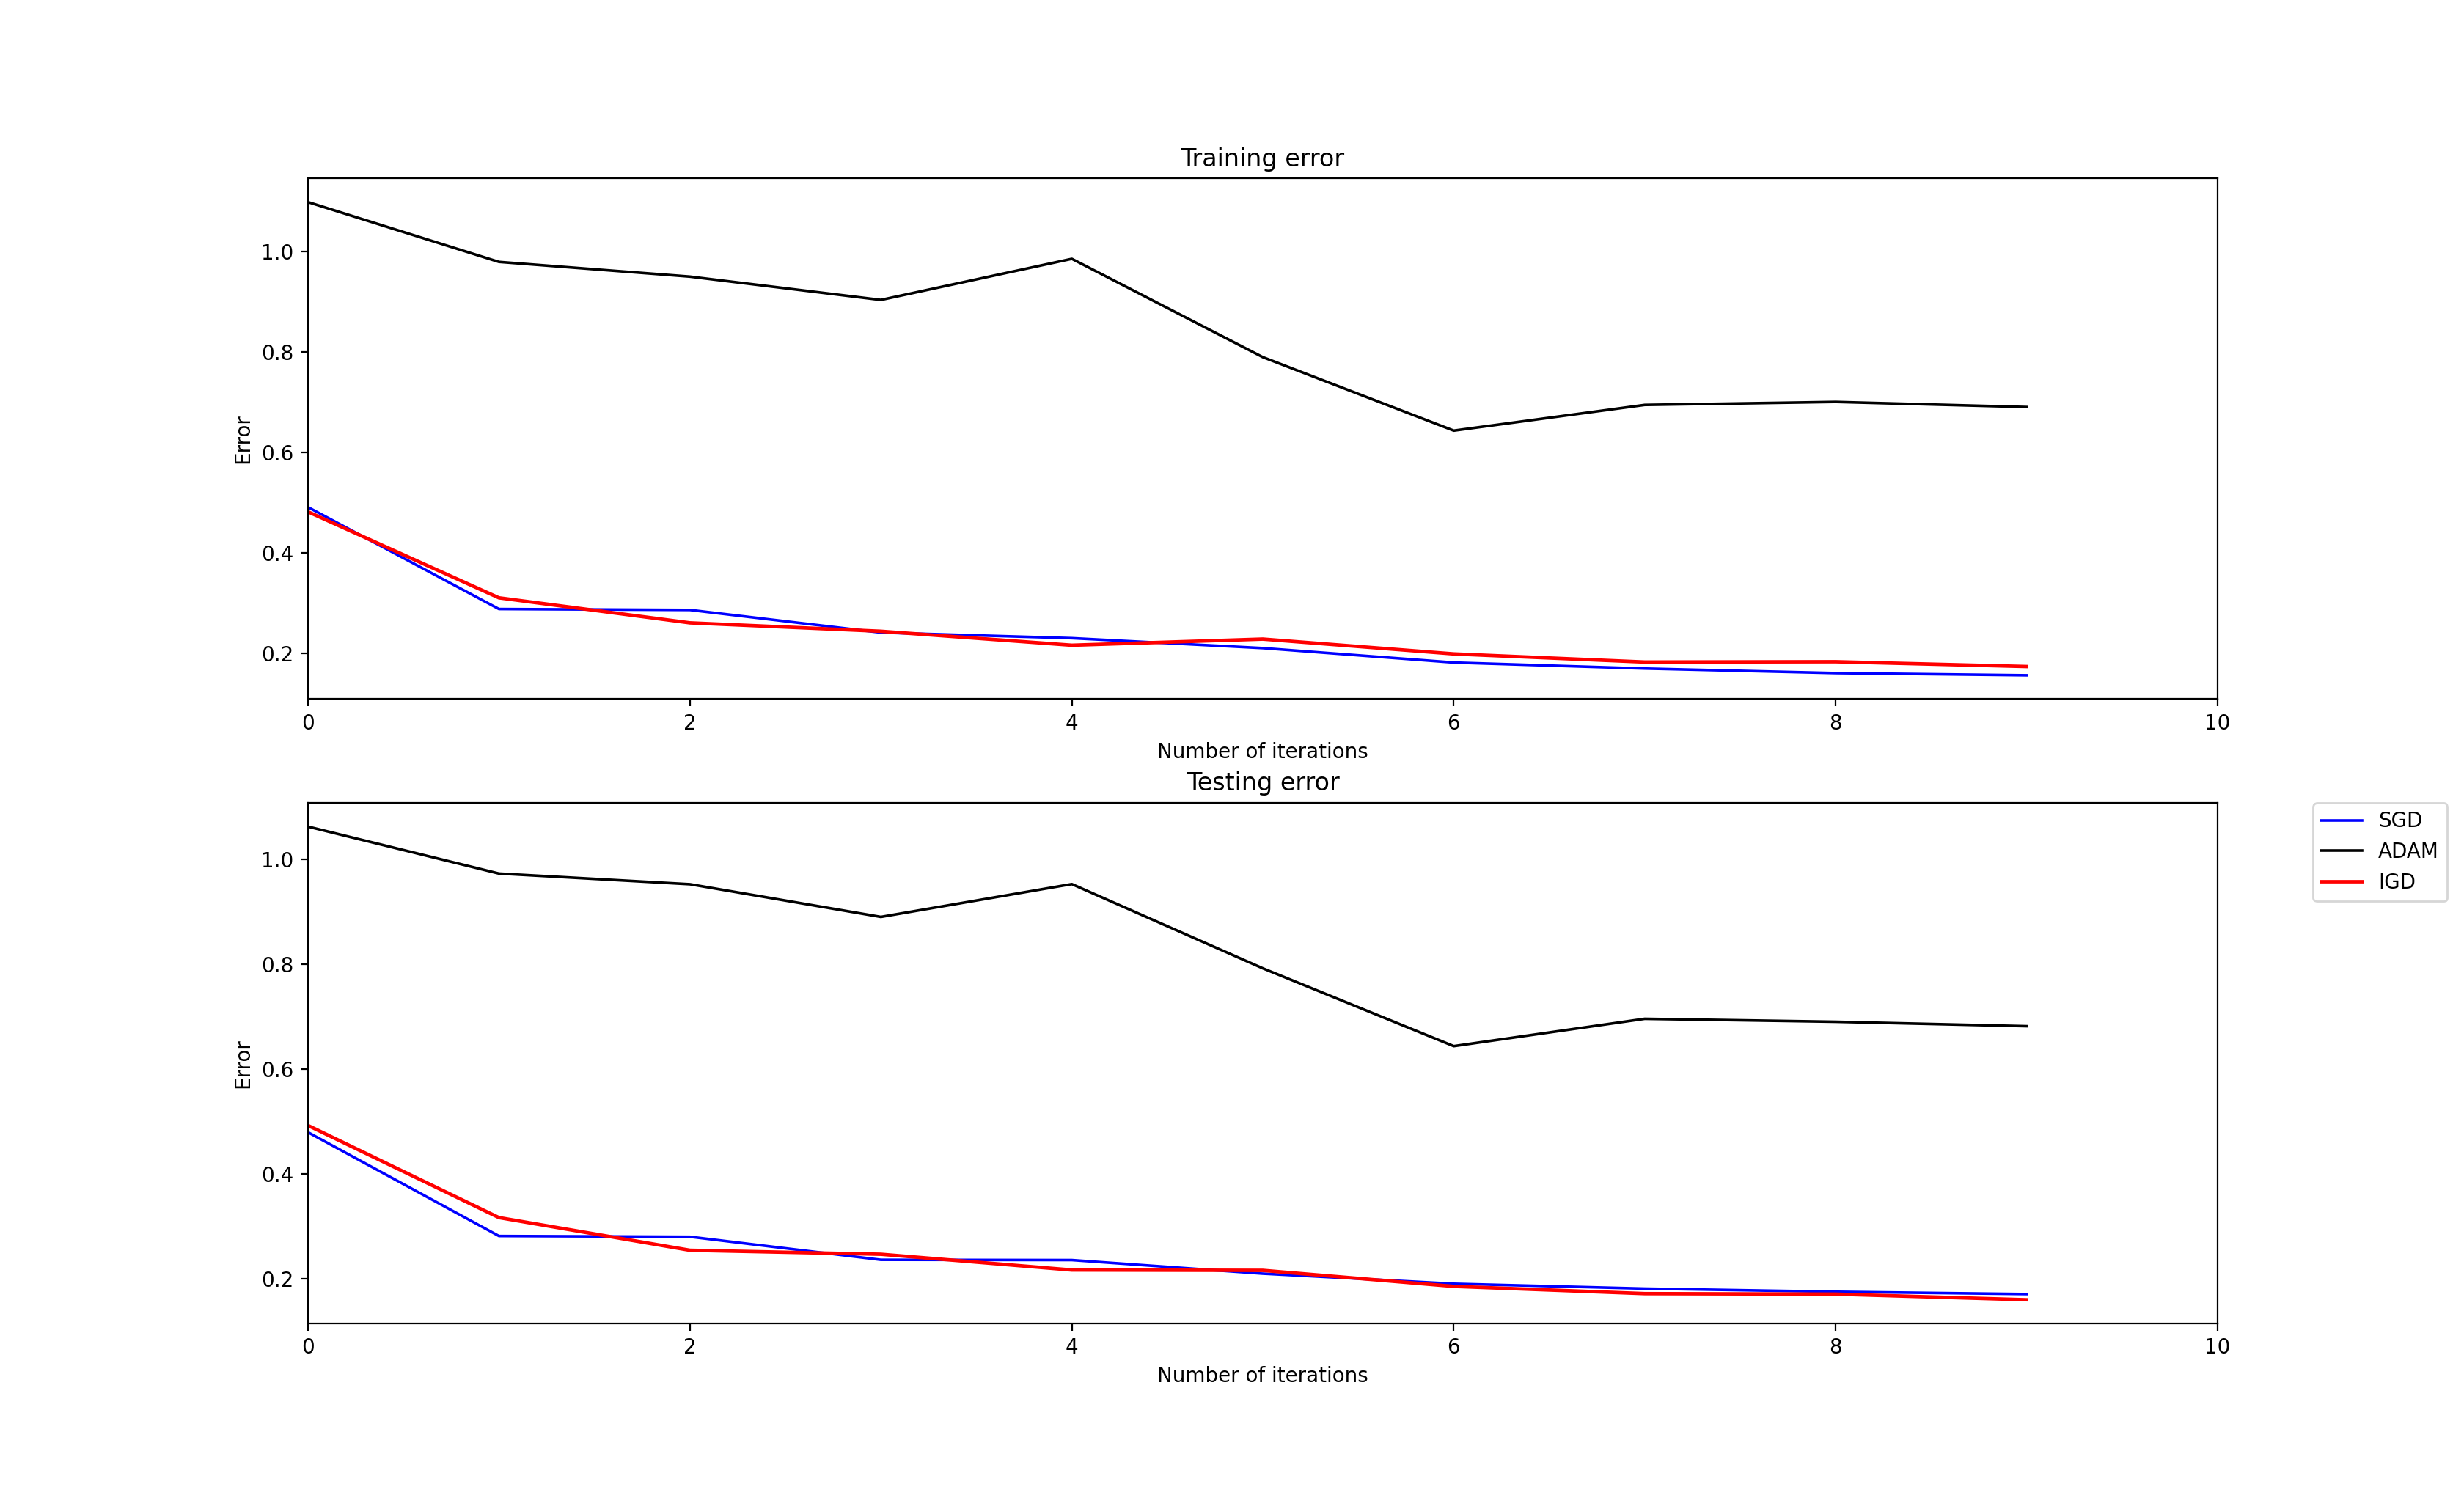 Training error
1.0
0.8
0.6
0.4
0.2
Error
0 2 4 6 8 10
Number of iterations
Testing error
1.0
0.8
0.6
0.4
0.2
Error
0 2 4 6 8 10
Number of iterations
SGD
ADAM
IGD